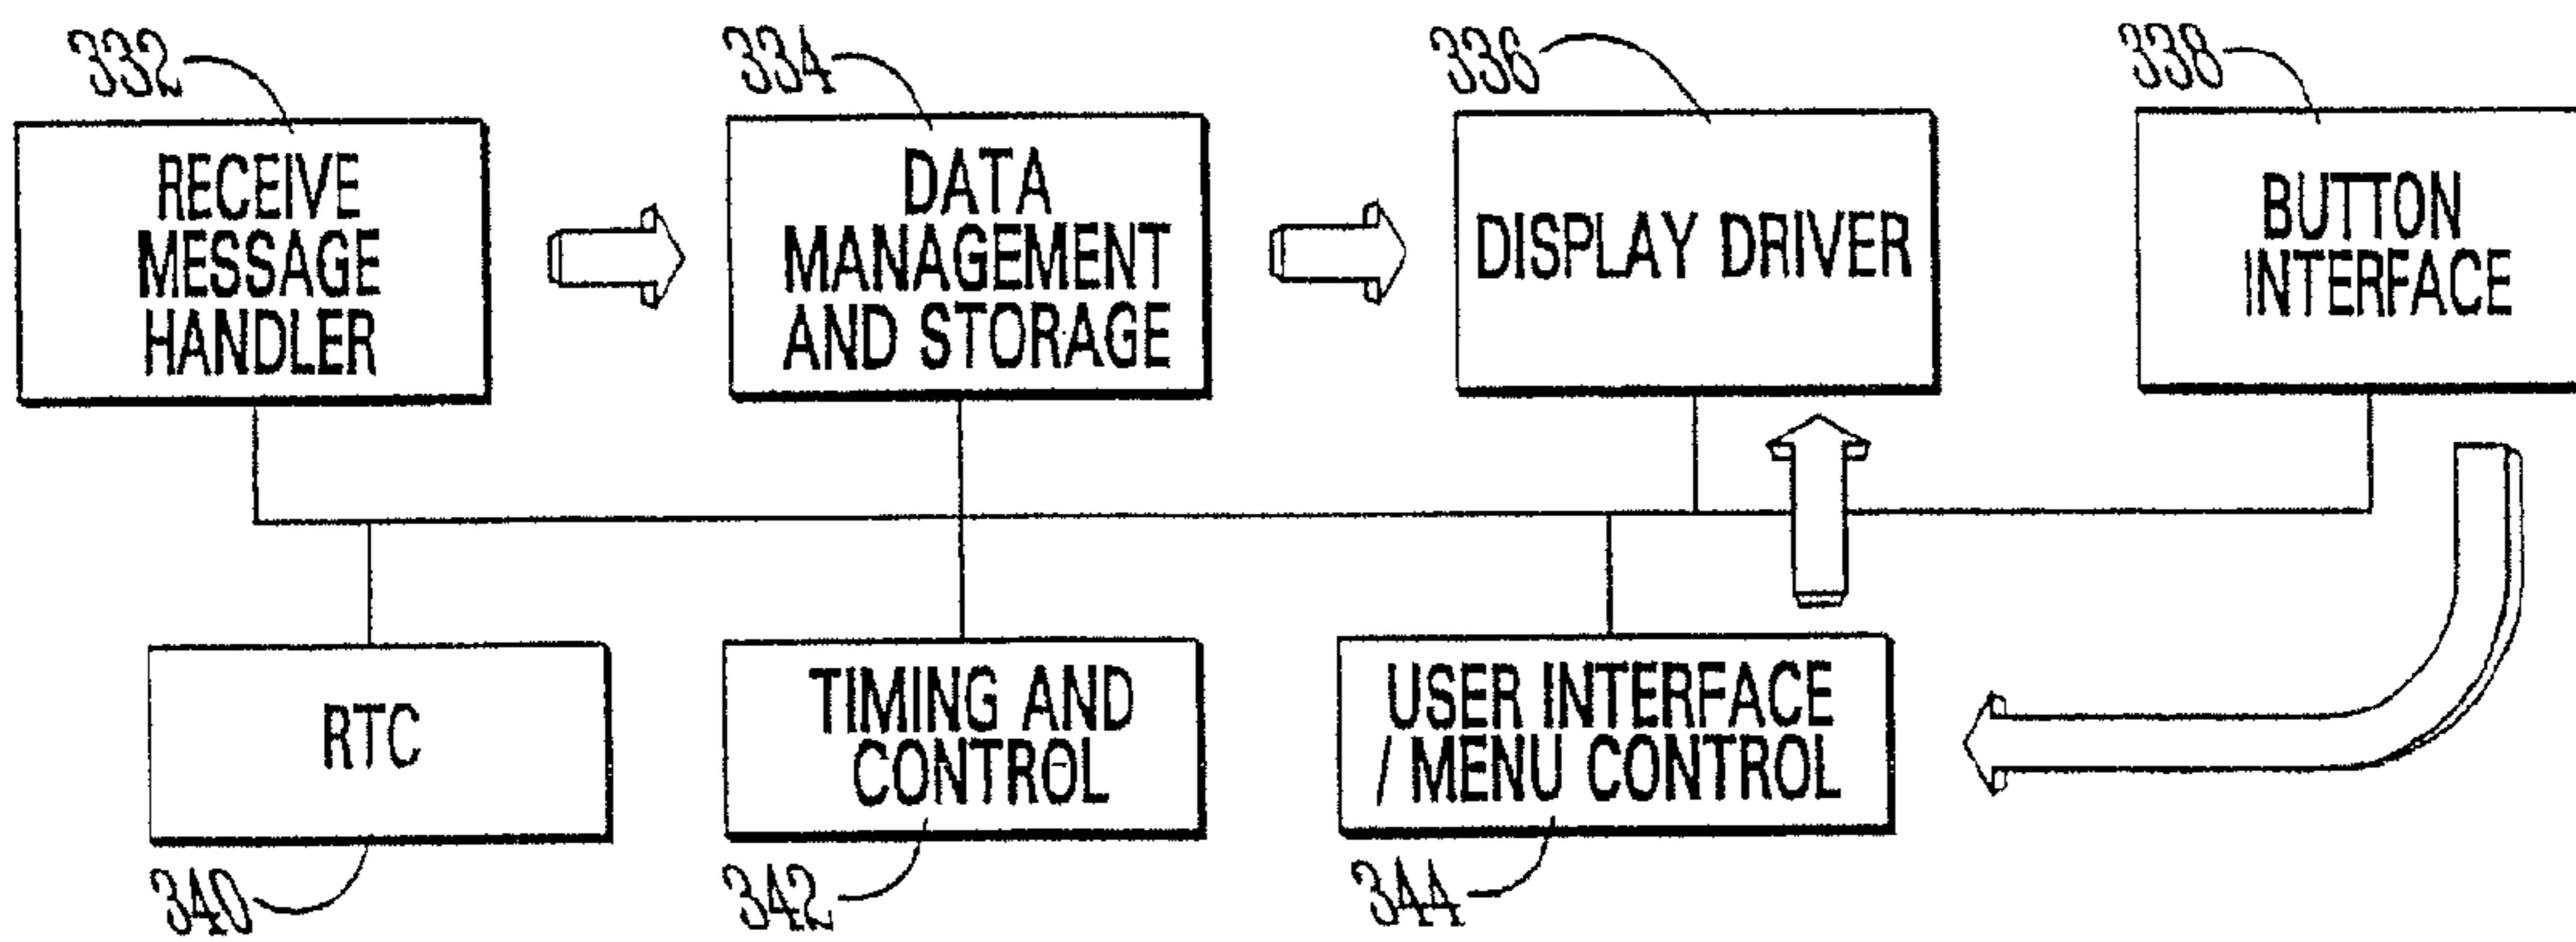 332
334
336
338
RECEIVE
MESSAGE
HANDLER
DATA
MANAGEMENT
AND STORAGE
DISPLAY DRIVER
BUTTON
INTERFACE
RTC
TIMING AND
CONTROL
USER INTERFACE
/ MENU CONTROL
340
342
344